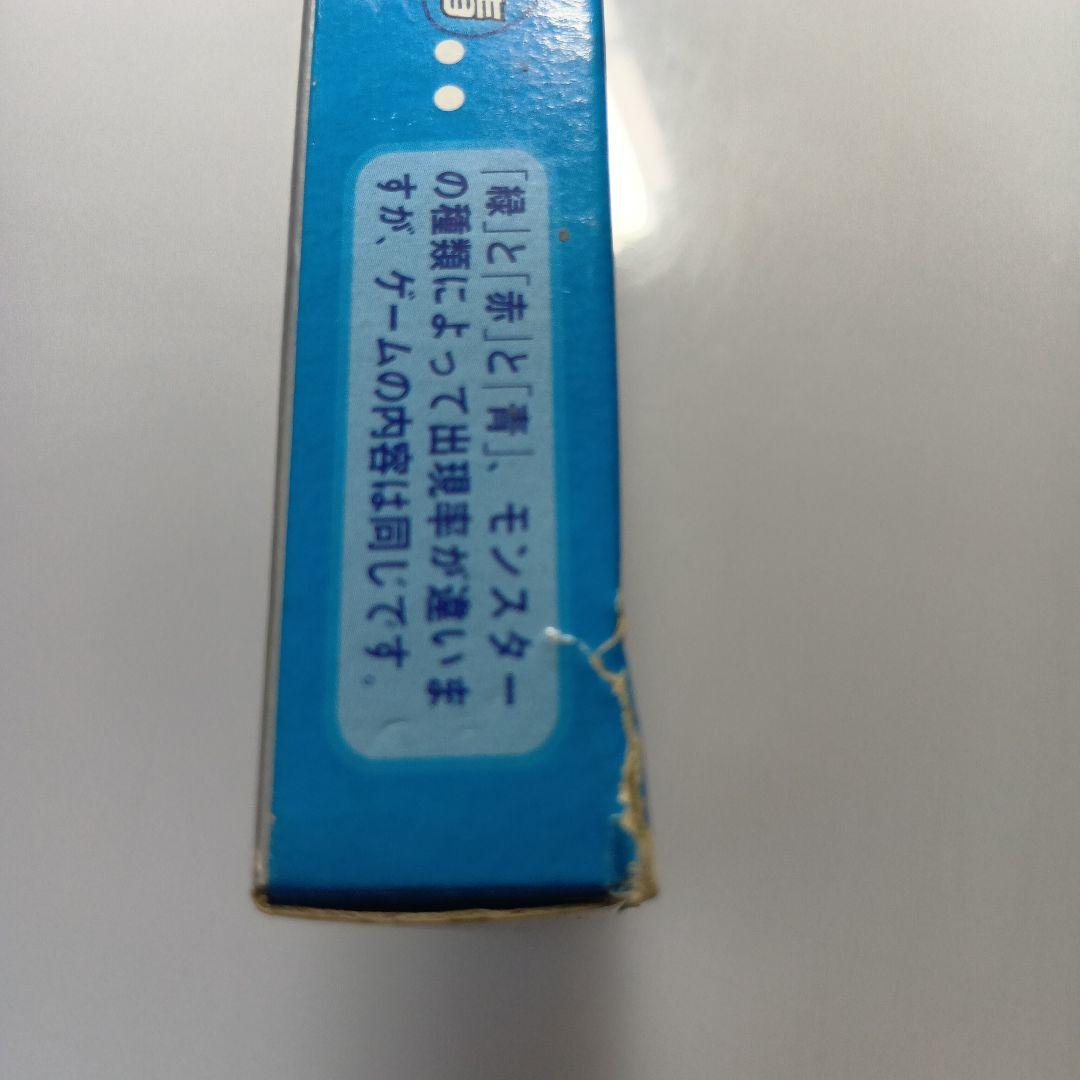 青
「緑」と「赤」と「青」、モンスター
の種類によって出現率が違いま
すが、ゲームの内容は同じです。